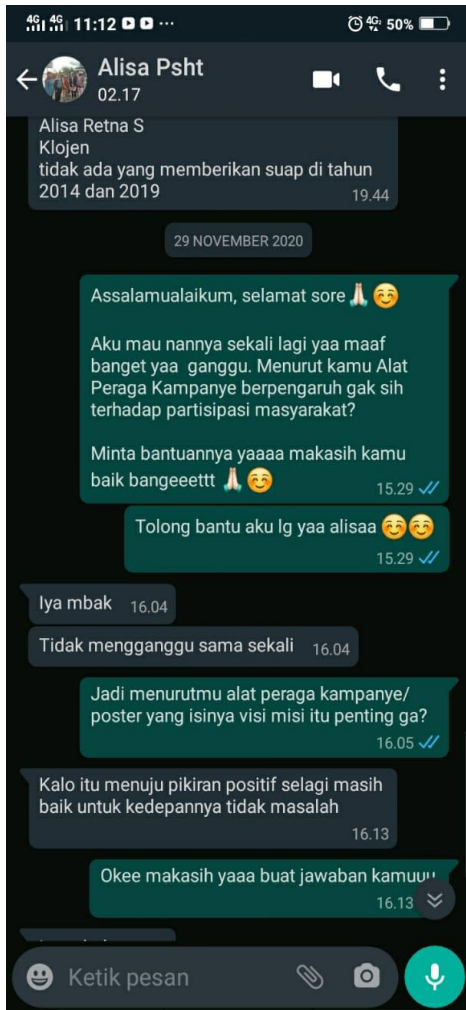 4G 4G 11:12 ...
4G 50%
Alisa Psht
02.17
Alisa Retna S
Klojen
tidak ada yang memberikan suap di tahun
2014 dan 2019
19.44
29 NOVEMBER 2020
Assalamualaikum, selamat sore🙏🏻☺️
Aku mau nannya sekali lagi yaa maaf
banget yaa ganggu. Menurut kamu Alat
Peraga Kampanye berpengaruh gak sih
terhadap partisipasi masyarakat?
Minta bantuannya yaaaa makasih kamu
baik bangeeettt 🙏🏻☺️
15.29
Tolong bantu aku lg yaa alisaa ☺️☺️
15.29
Iya mbak 16.04
Tidak mengganggu sama sekali 16.04
Jadi menurutmu alat peraga kampanye/
poster yang isinya visi misi itu penting ga?
16.05
Kalo itu menuju pikiran positif selagi masih
baik untuk kedepannya tidak masalah
16.13
Okee makasih yaaa buat jawaban kamuuu
16.13
Ketik pesan